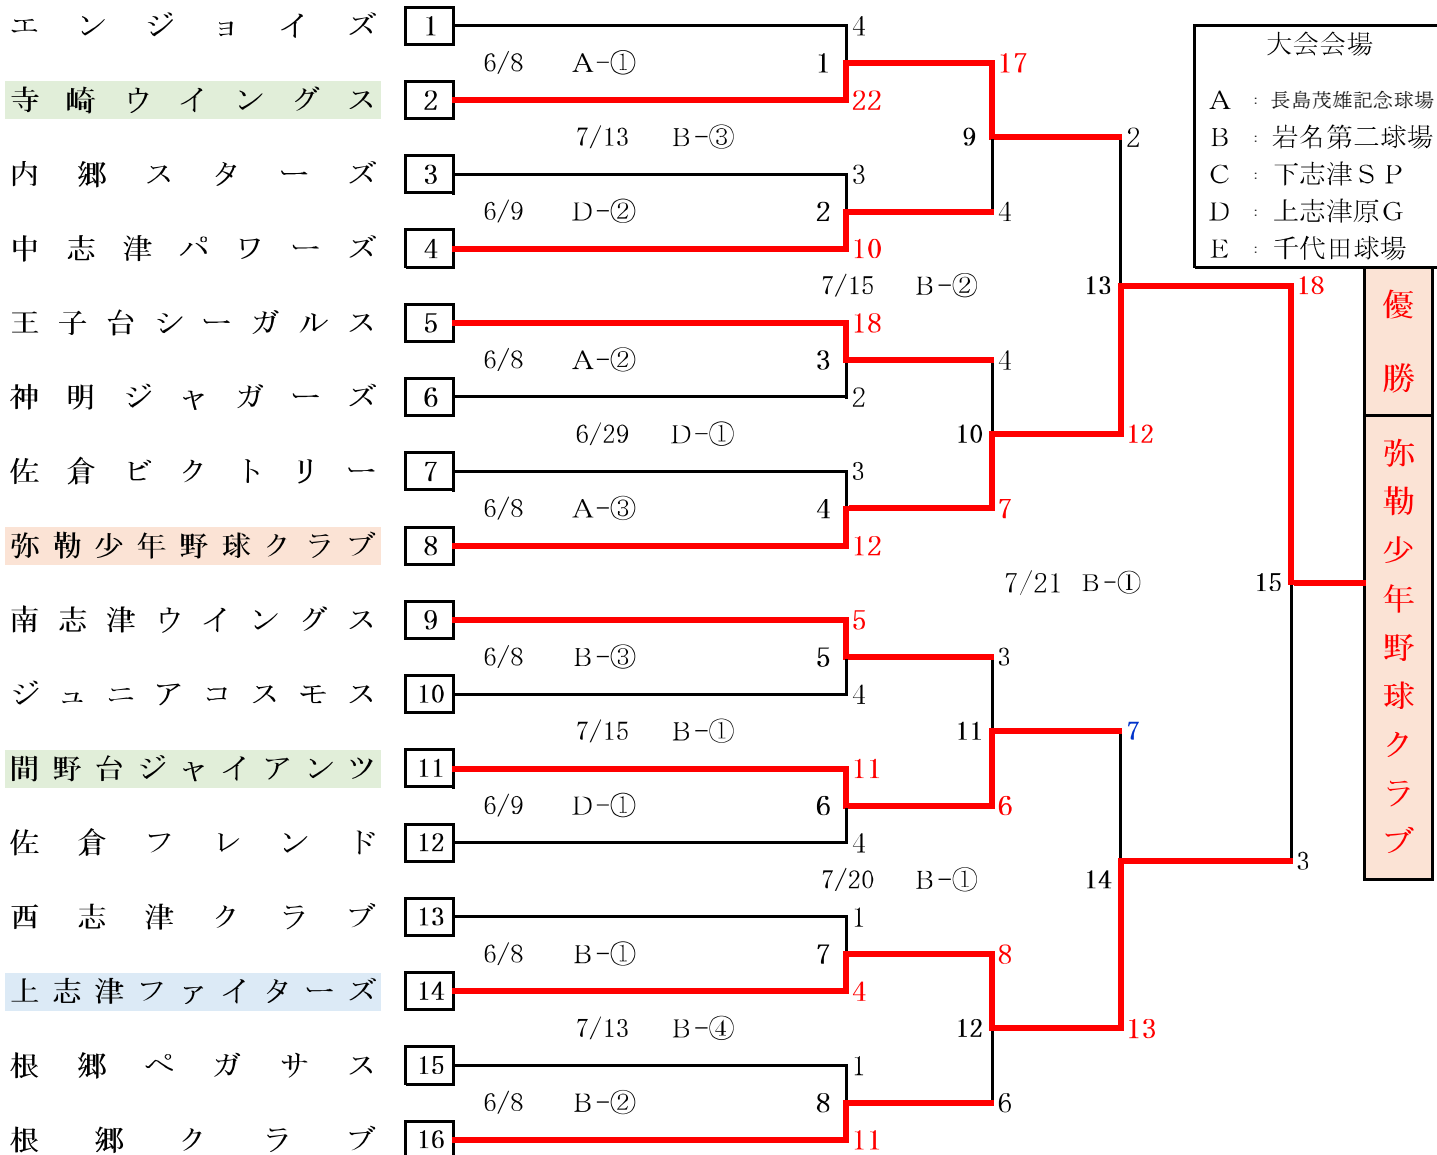 エンジョイズ 1 4
6/8 A-① 1 17
寺崎ウイングス 2 22
7/13 B-③ 9 2
内郷スターズ 3 3
6/9 D-② 2 4
中志津パワーズ 4 10
7/15 B-② 13 18
王子台シーガルス 5 18
6/8 A-② 3 4
神明ジャガーズ 6 2
6/29 D-① 10 12
佐倉ビクトリー 7 3
6/8 A-③ 4 7
弥勒少年野球クラブ 8 12
7/21 B-① 15
南志津ウイングス 9 5
6/8 B-③ 5 3
ジュニアコスモス 10 4
7/15 B-① 11 7
間野台ジャイアンツ 11 11
6/9 D-① 6 6
佐倉フレンド 12 4
7/20 B-① 14 3
西志津クラブ 13 1
6/8 B-① 7 8
上志津ファイターズ 14 4
7/13 B-④ 12 13
根郷ペガサス 15 1
6/8 B-② 8 6
根郷クラブ 16 11
大会会場
A : 長島茂雄記念球場
B : 岩名第二球場
C : 下志津SP
D : 上志津原G
E : 千代田球場
優勝
弥勒少年野球クラブ